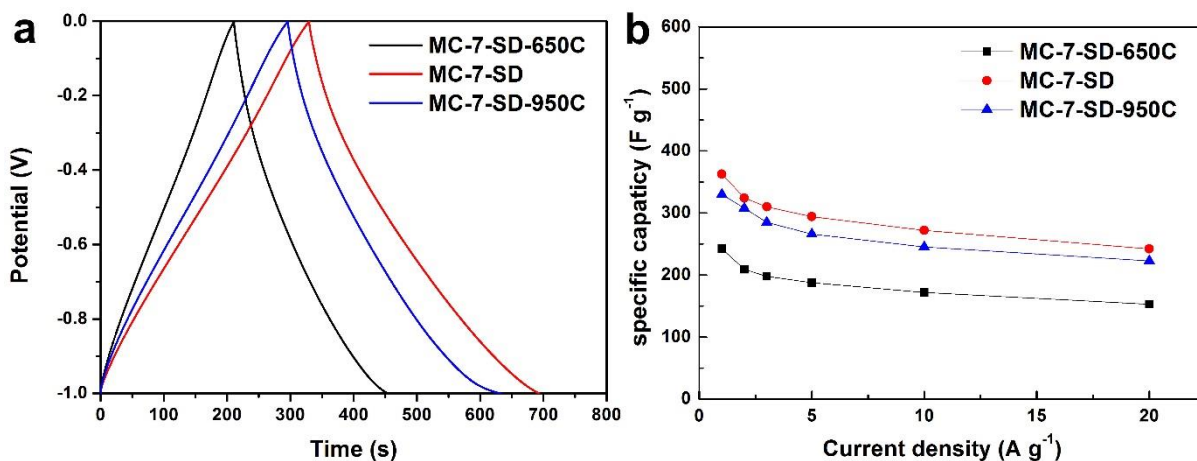 a
MC-7-SD-650C
MC-7-SD
MC-7-SD-950C
0.0
-0.2
-0.4
-0.6
-0.8
-1.0
Potential (V)
0 100 200 300 400 500 600 700 800
Time (s)
b
MC-7-SD-650C
MC-7-SD
MC-7-SD-950C
600
500
400
300
200
100
0
specific capaticy (F g-1)
5 10 15 20
Current density (A g-1)